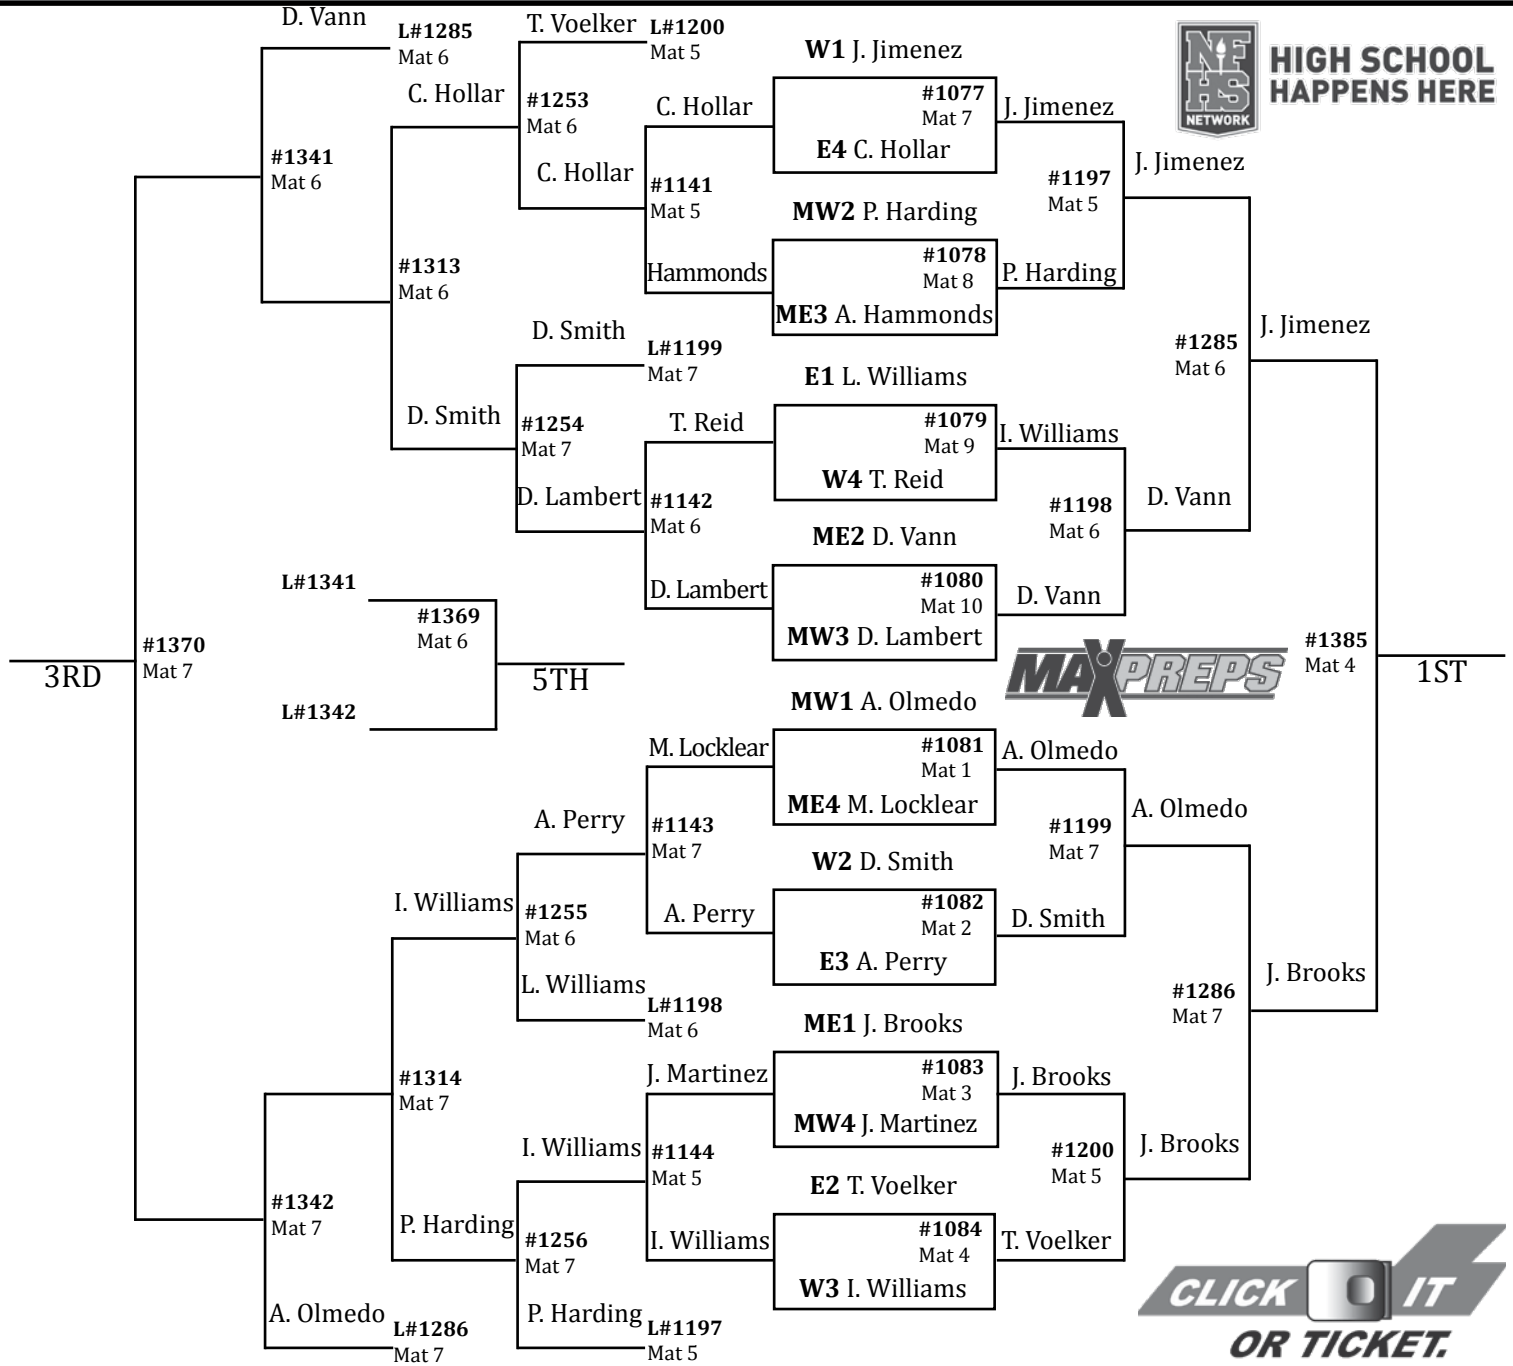 D. Vann
L#1285
Mat 6
T. Voelker
L#1200
Mat 5
W1 J. Jimenez
NFHS
NETWORK
HIGH SCHOOL
HAPPENS HERE
C. Hollar
#1253
Mat 6
C. Hollar
#1077
Mat 7
J. Jimenez
E4 C. Hollar
#1341
Mat 6
C. Hollar
#1141
Mat 5
#1197
Mat 5
J. Jimenez
MW2 P. Harding
#1313
Mat 6
Hammonds
#1078
Mat 8
P. Harding
ME3 A. Hammonds
D. Smith
L#1199
Mat 7
#1285
Mat 6
J. Jimenez
E1 L. Williams
D. Smith
#1254
Mat 7
T. Reid
#1079
Mat 9
I. Williams
W4 T. Reid
D. Lambert
#1142
Mat 6
#1198
Mat 6
D. Vann
ME2 D. Vann
L#1341
#1369
Mat 6
D. Lambert
#1080
Mat 10
D. Vann
MW3 D. Lambert
#1370
Mat 7
3RD
5TH
L#1342
MAXPREPS
#1385
Mat 4
1ST
MW1 A. Olmedo
M. Locklear
#1081
Mat 1
A. Olmedo
ME4 M. Locklear
A. Perry
#1143
Mat 7
#1199
Mat 7
A. Olmedo
W2 D. Smith
I. Williams
#1255
Mat 6
A. Perry
#1082
Mat 2
D. Smith
E3 A. Perry
L. Williams
L#1198
Mat 6
#1286
Mat 7
J. Brooks
ME1 J. Brooks
#1314
Mat 7
J. Martinez
#1083
Mat 3
J. Brooks
MW4 J. Martinez
I. Williams
#1144
Mat 5
#1200
Mat 5
J. Brooks
E2 T. Voelker
#1342
Mat 7
P. Harding
#1256
Mat 7
I. Williams
#1084
Mat 4
T. Voelker
W3 I. Williams
A. Olmedo
L#1286
Mat 7
P. Harding
L#1197
Mat 5
CLICK IT
OR TICKET.